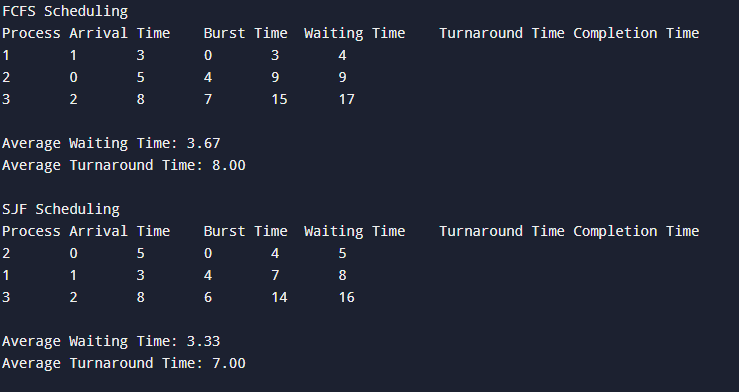 FCFS Scheduling
Process Arrival Time Burst Time Waiting Time Turnaround Time Completion Time
1 1 3 0 3 4
2 0 5 4 9 9
3 2 8 7 15 17
Average Waiting Time: 3.67
Average Turnaround Time: 8.00
SJF Scheduling
Process Arrival Time Burst Time Waiting Time Turnaround Time Completion Time
2 0 5 0 4 5
1 1 3 4 7 8
3 2 8 6 14 16
Average Waiting Time: 3.33
Average Turnaround Time: 7.00